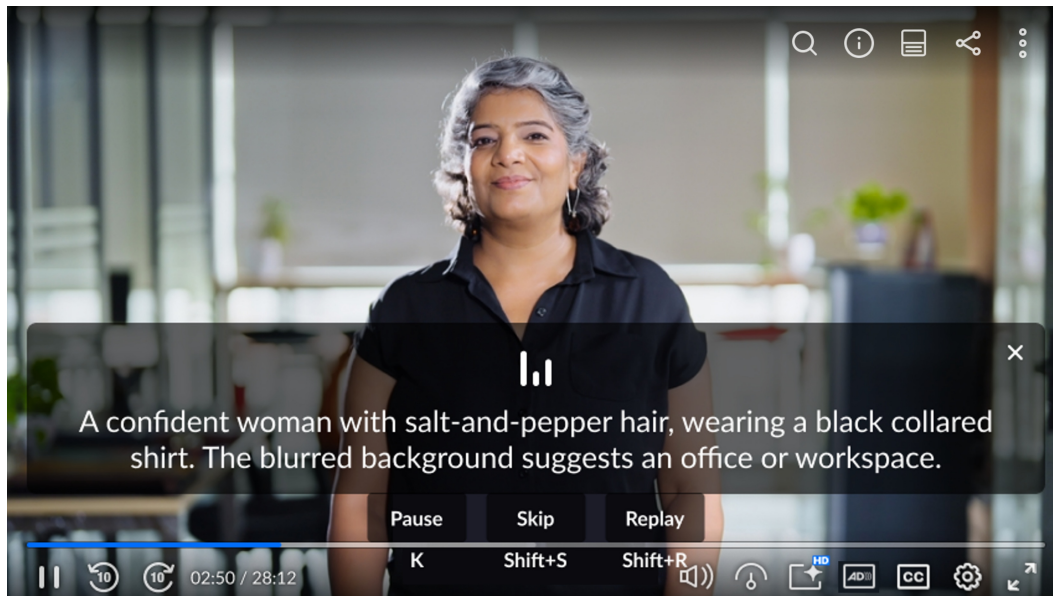 A confident woman with salt-and-pepper hair, wearing a black collared
shirt. The blurred background suggests an office or workspace.
Pause Skip Replay
K Shift+S Shift+R
HD
10 10 02:50 / 28:12 AD CC